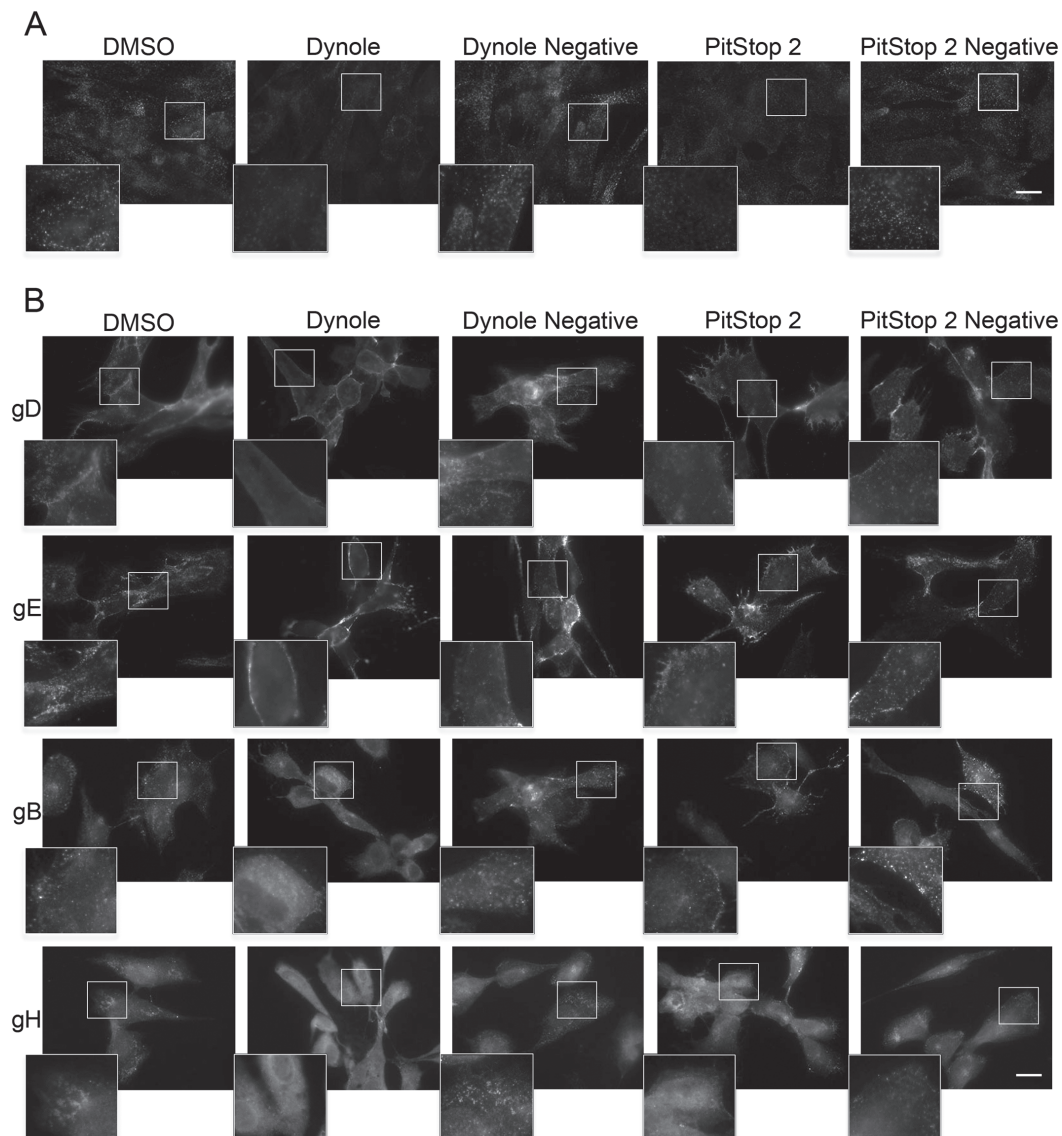 A
DMSO Dynole Dynole Negative PitStop 2 PitStop 2 Negative
B
DMSO Dynole Dynole Negative PitStop 2 PitStop 2 Negative
gD
gE
gB
gH